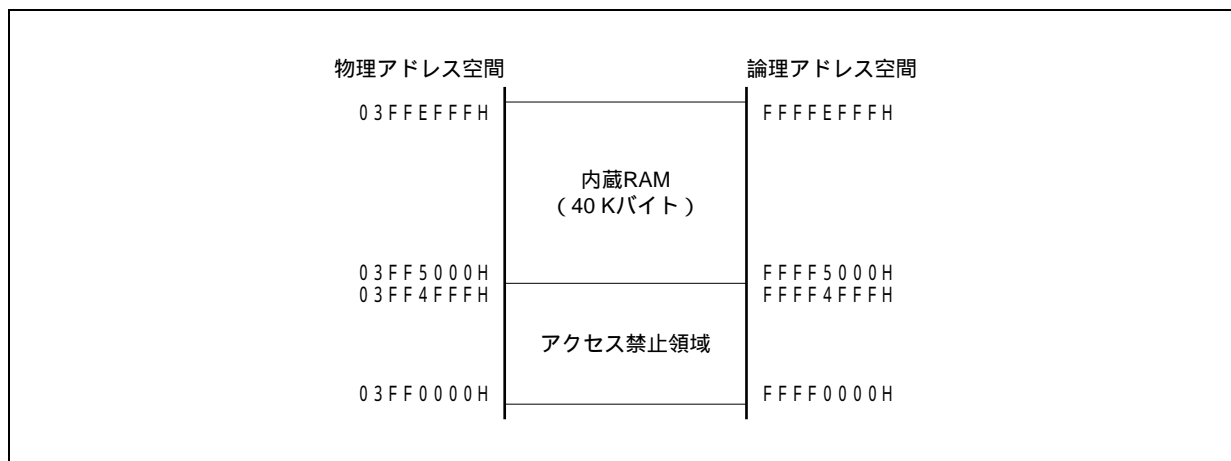 物理アドレス空間 論理アドレス空間
03FFEFFFH FFFFEFFFH
内蔵RAM
（40 Kバイト）
03FF5000H FFFF5000H
03FF4FFFH FFFF4FFFH
アクセス禁止領域
03FF0000H FFFF0000H